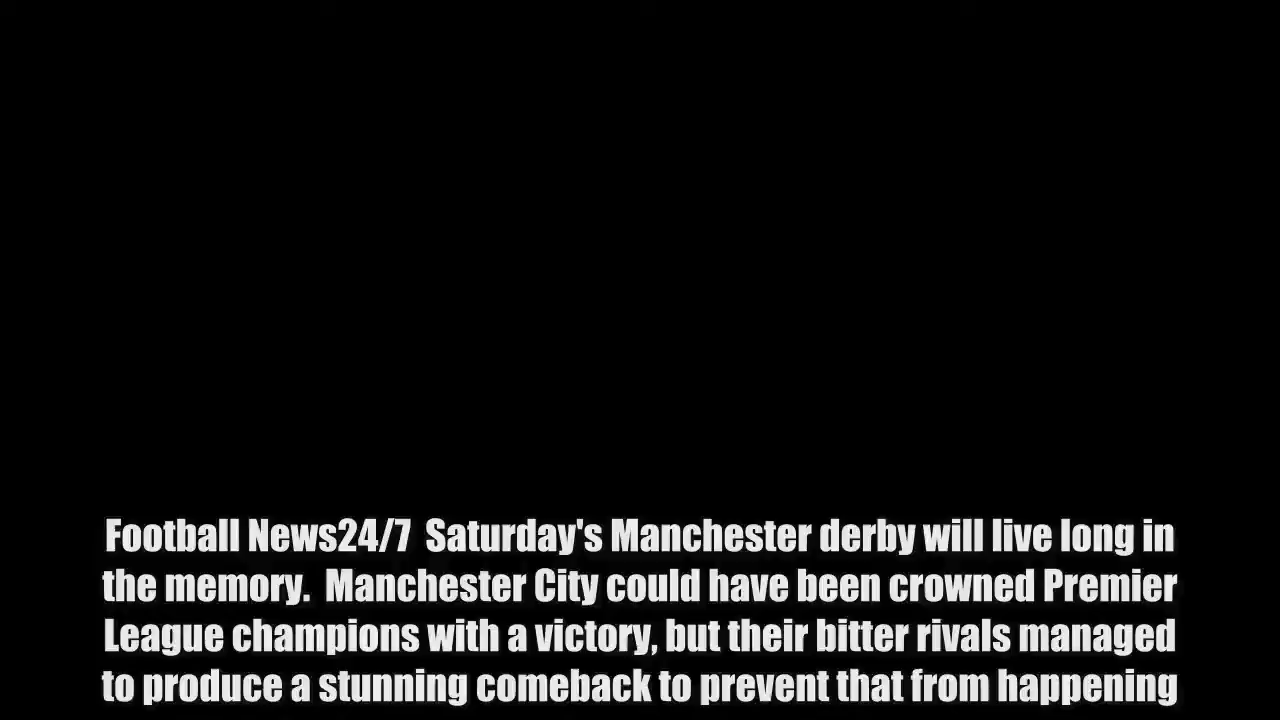 Football News24/7  Saturday's Manchester derby will live long in
the memory.  Manchester City could have been crowned Premier
League champions with a victory, but their bitter rivals managed
to produce a stunning comeback to prevent that from happening